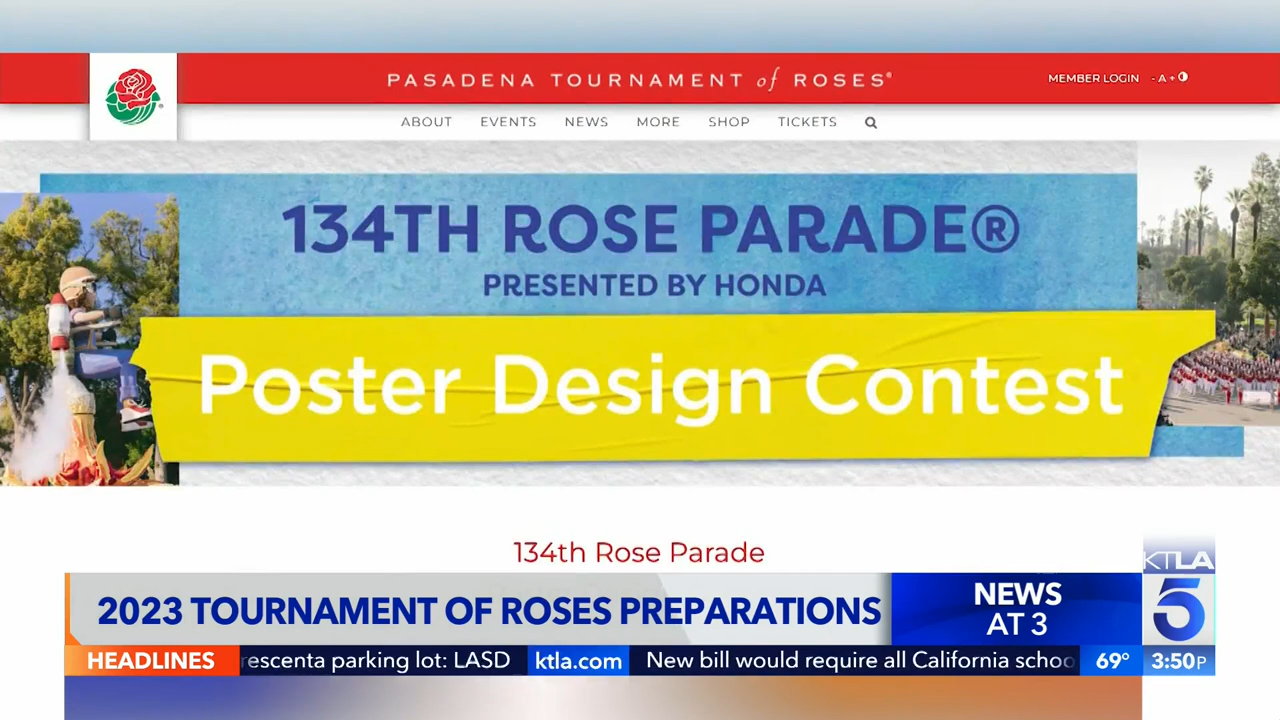 PASADENA TOURNAMENT of ROSES®
MEMBER LOGIN - A +
ABOUT EVENTS NEWS MORE SHOP TICKETS
134TH ROSE PARADE®
PRESENTED BY HONDA
Poster Design Contest
134th Rose Parade
2023 TOURNAMENT OF ROSES PREPARATIONS
NEWS
AT 3
KTLA
5
HEADLINES
rescenta parking lot: LASD
ktla.com
New bill would require all California schoo
69°
3:50P